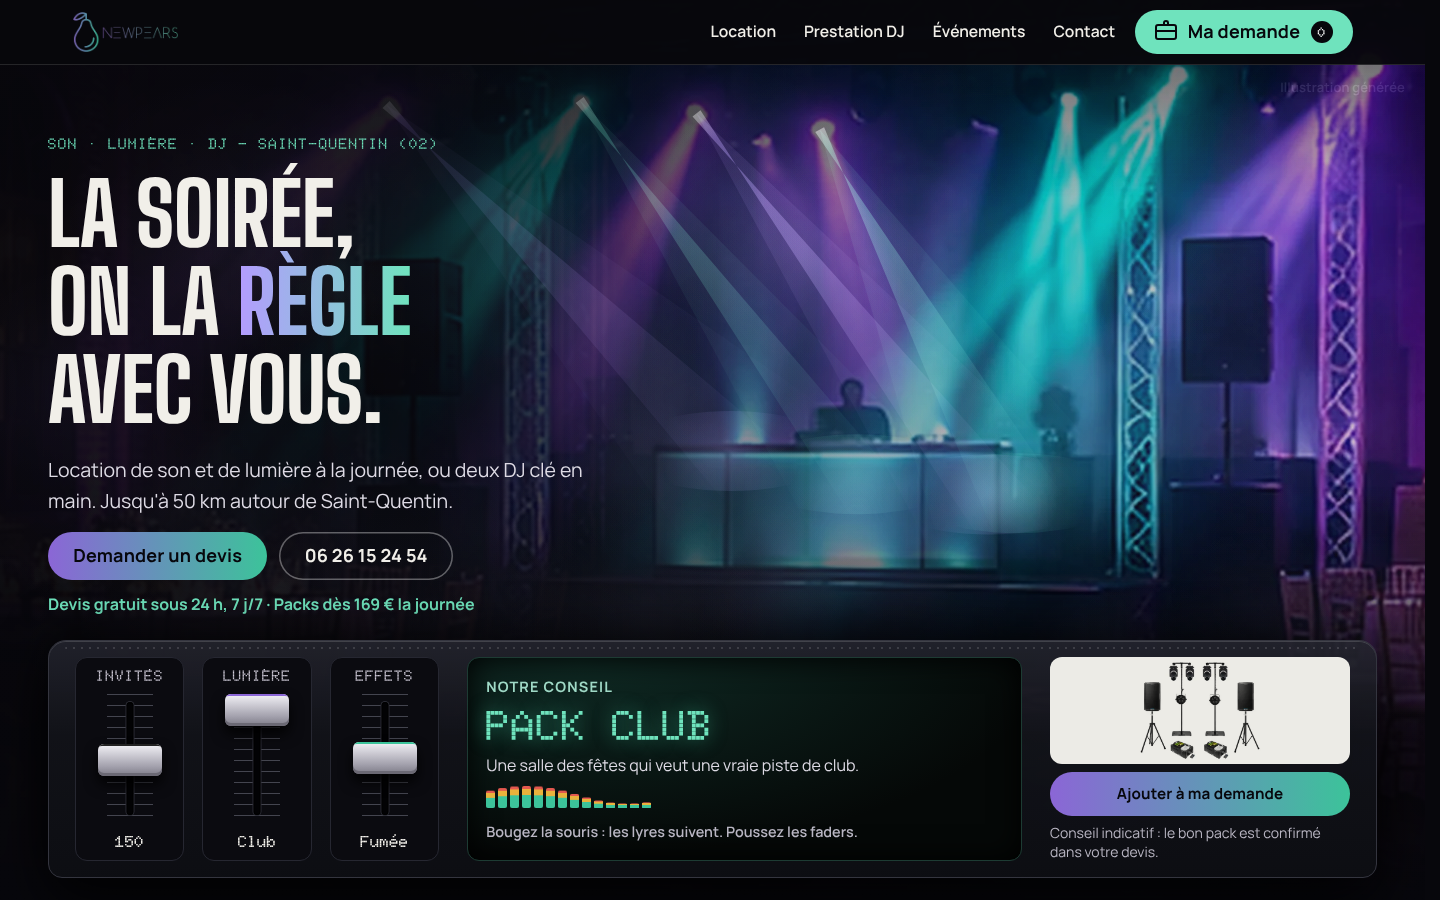 NEWPEARS
Location
Prestation DJ
Événements
Contact
Ma demande
0
Illustration générée
SON · LUMIÈRE · DJ — SAINT-QUENTIN (02)
LA SOIRÉE,
ON LA RÈGLE
AVEC VOUS.
Location de son et de lumière à la journée, ou deux DJ clé en
main. Jusqu'à 50 km autour de Saint-Quentin.
Demander un devis
06 26 15 24 54
Devis gratuit sous 24 h, 7 j/7 · Packs dès 169 € la journée
INVITÉS
150
LUMIÈRE
Club
EFFETS
Fumée
NOTRE CONSEIL
PACK CLUB
Une salle des fêtes qui veut une vraie piste de club.
Bougez la souris : les lyres suivent. Poussez les faders.
Ajouter à ma demande
Conseil indicatif : le bon pack est confirmé
dans votre devis.